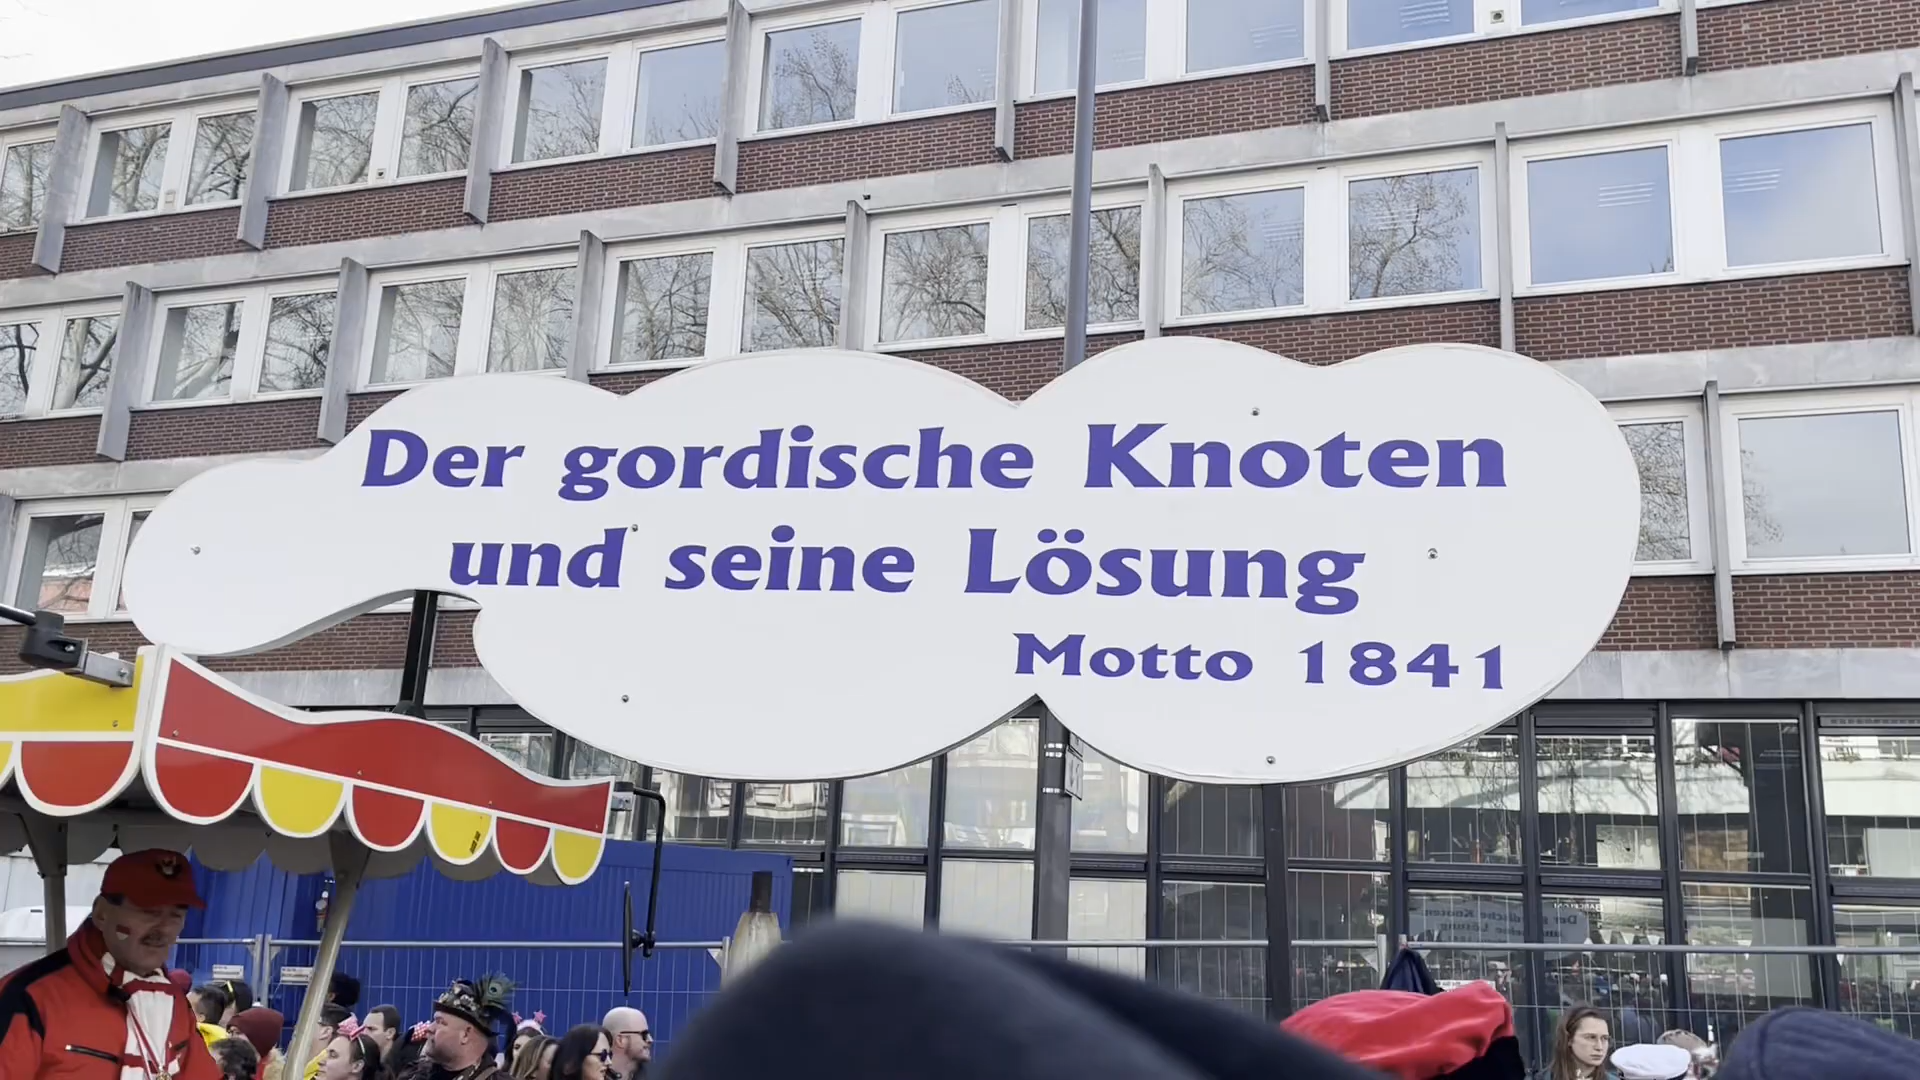 Der gordische Knoten
und seine Lösung
Motto 1841